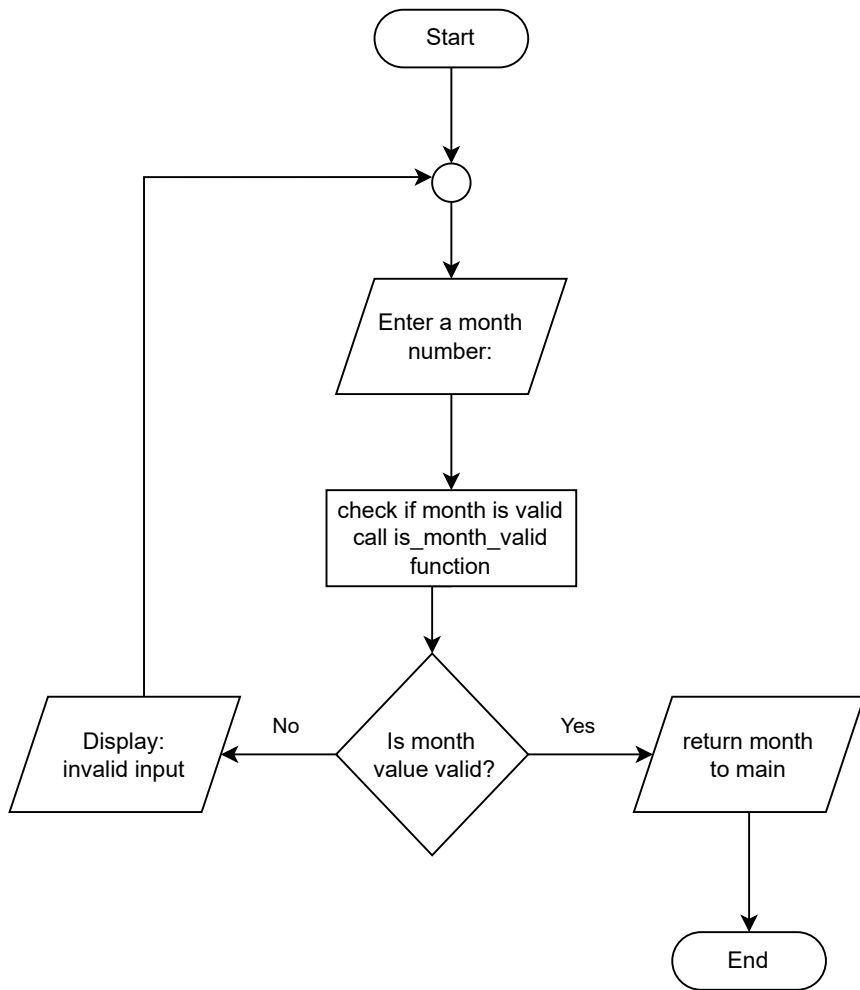 Start
Enter a month
number:
check if month is valid
call is_month_valid
function
No
Yes
Display:
invalid input
Is month
value valid?
return month
to main
End